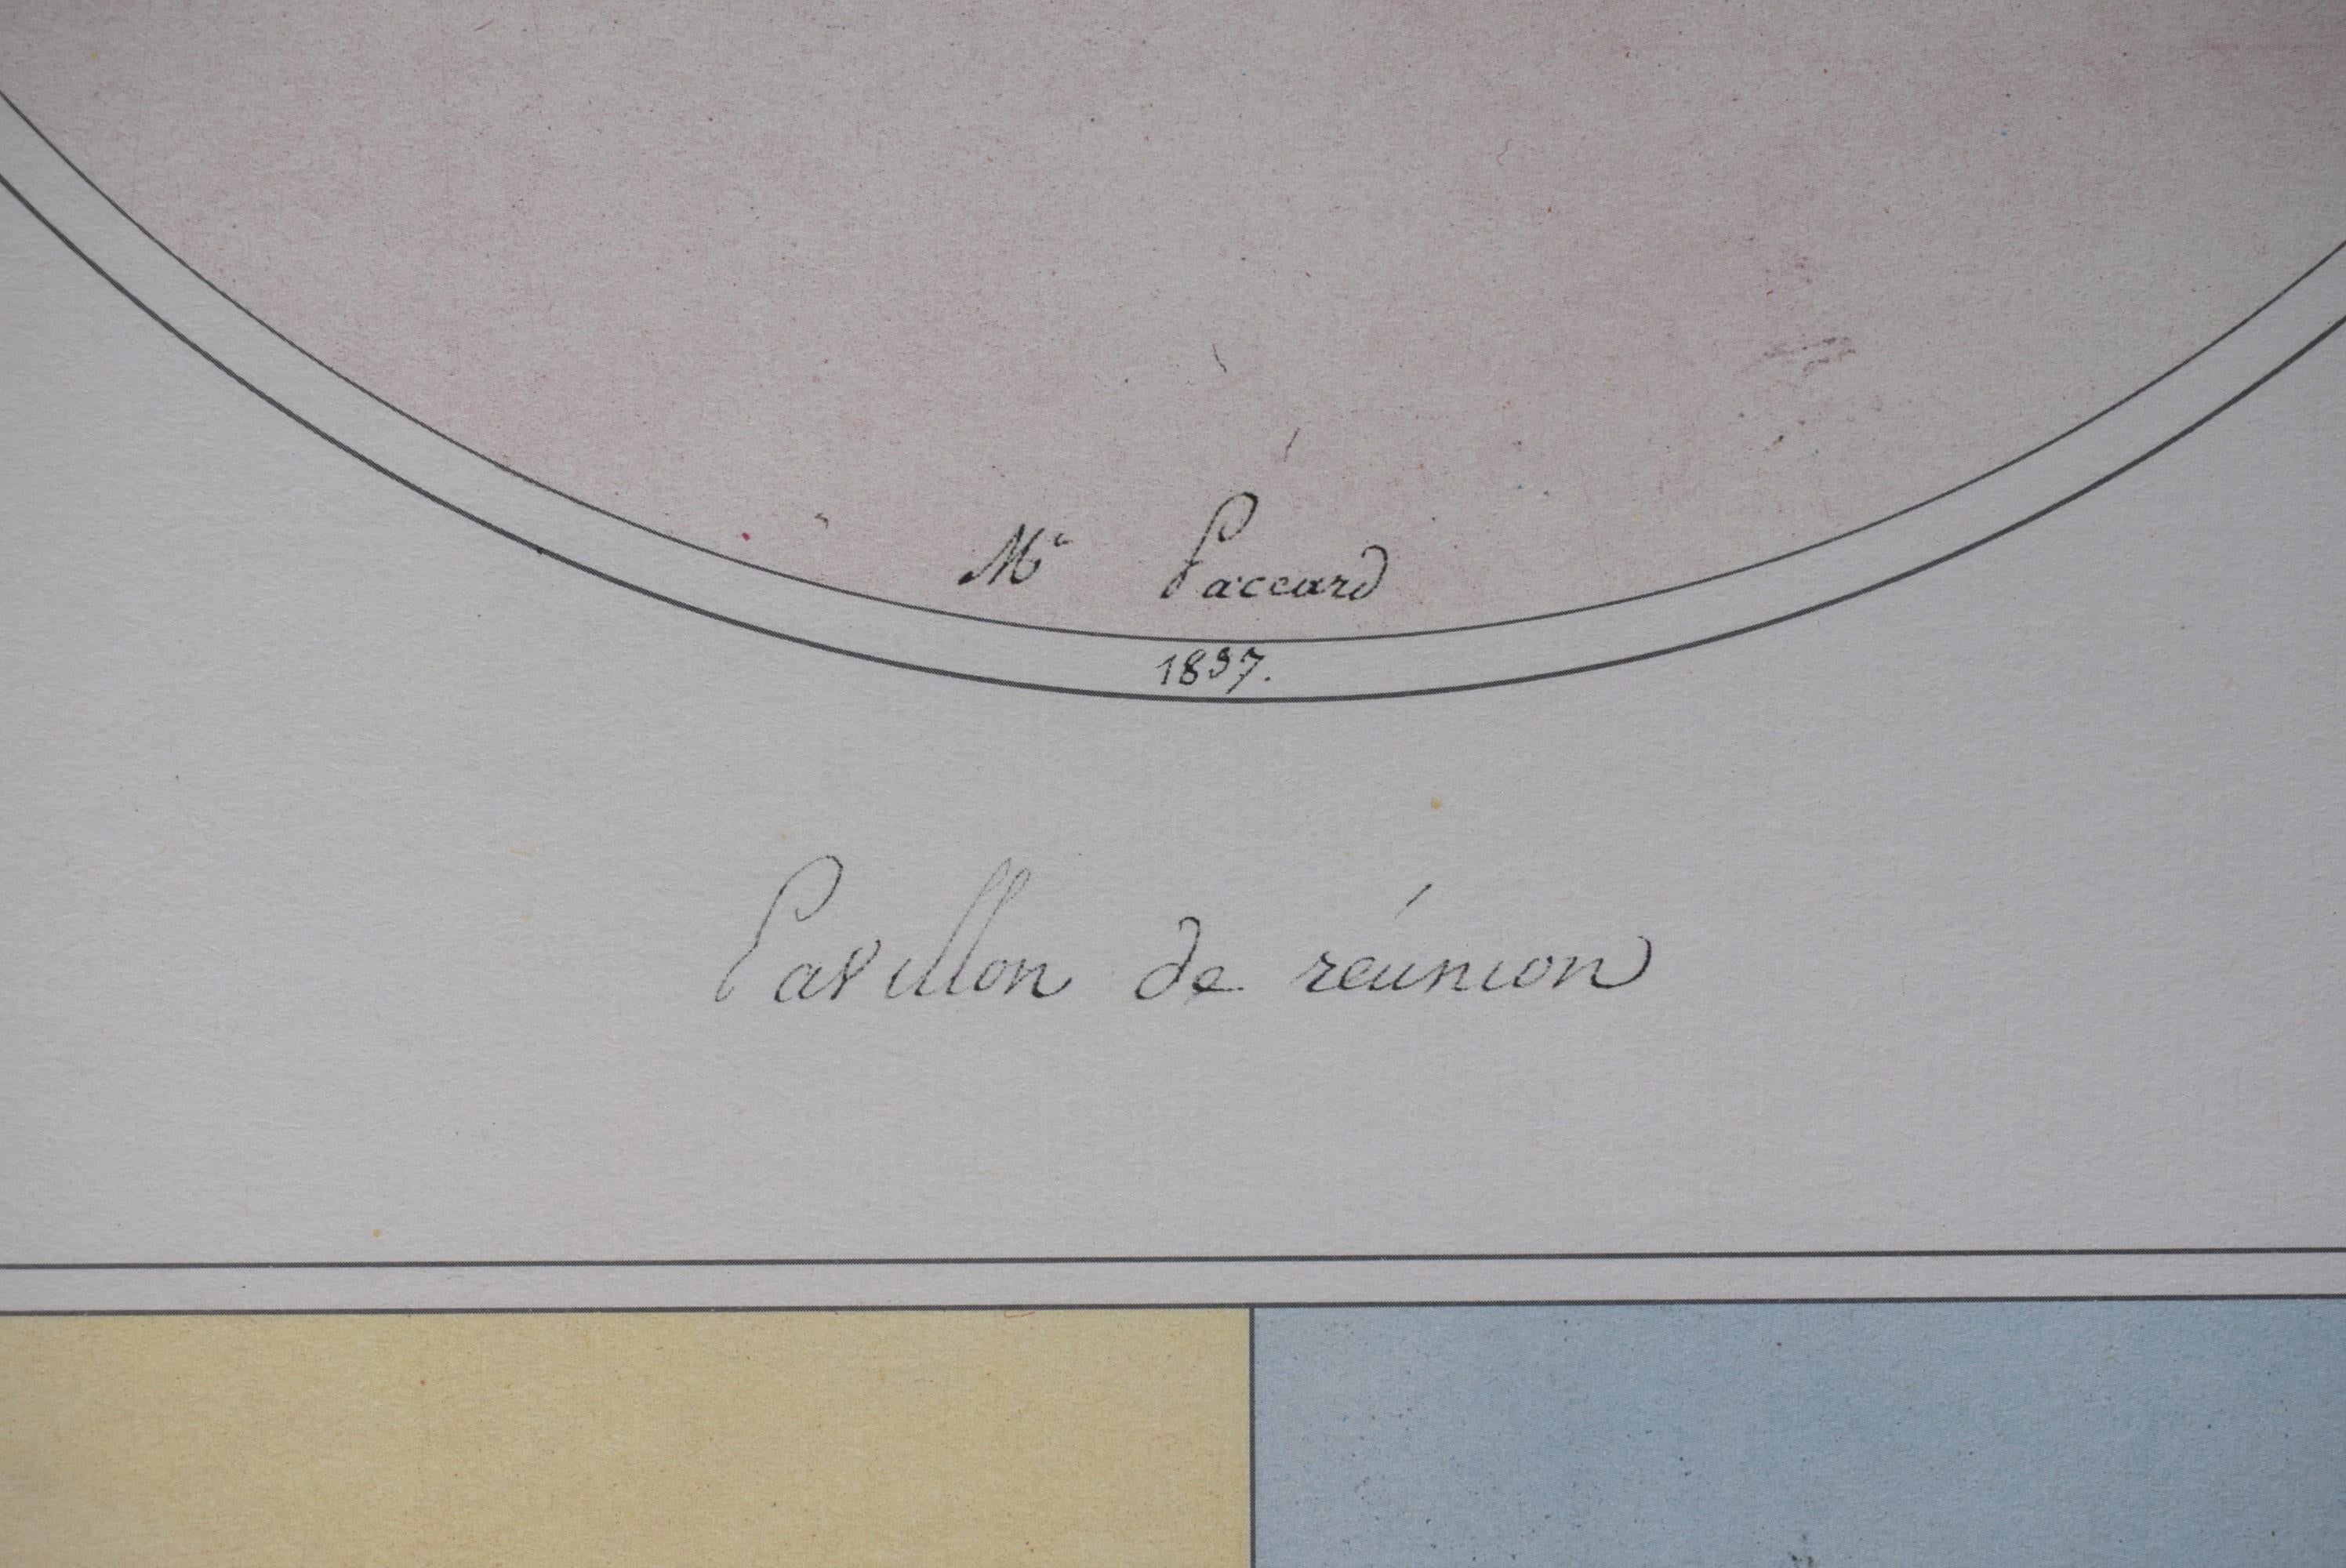 Mr Paccard
1837.
Pavillon de réunion